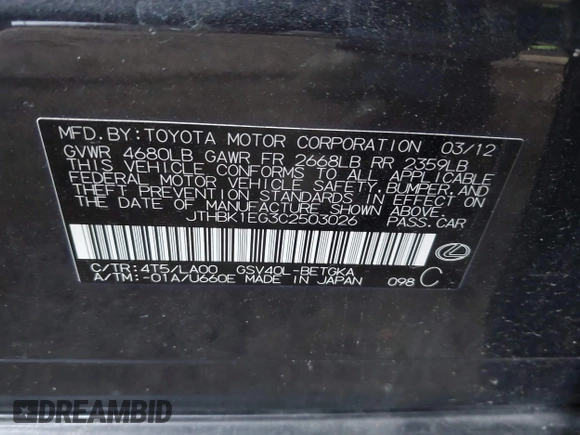 MFD. BY: TOYOTA MOTOR CORPORATION 03/12
GVWR 4680LB GAWR FR 2668LB RR 2359LB
THIS VEHICLE CONFORMS TO ALL APPLICABLE
FEDERAL MOTOR VEHICLE SAFETY, BUMPER, AND
THEFT PREVENTION STANDARDS IN EFFECT ON
THE DATE OF MANUFACTURE SHOWN ABOVE.
JTHBK1EG3C2503026 PASS. CAR
C/TR: 4T5/LA00 GSV40L-BETGKA
A/TM: -01A/U660E MADE IN JAPAN 098 C
DREAMBID